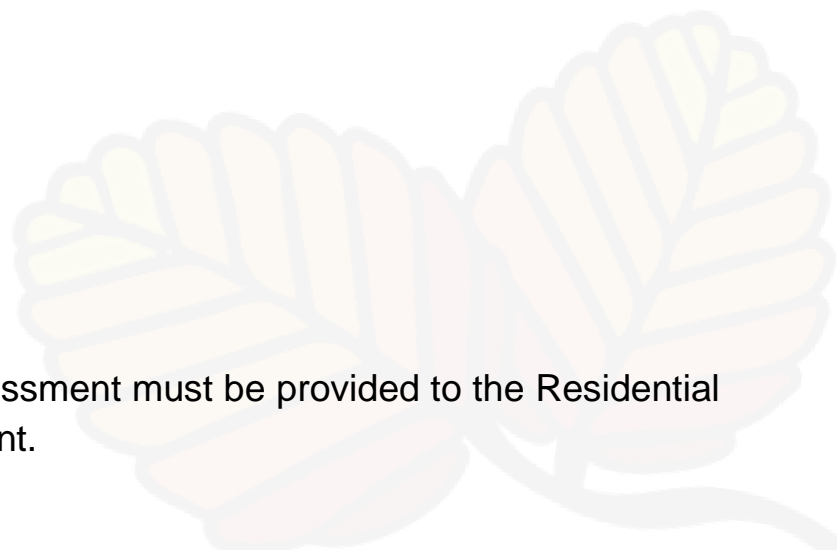 ssment must be provided to the Residential
nt.